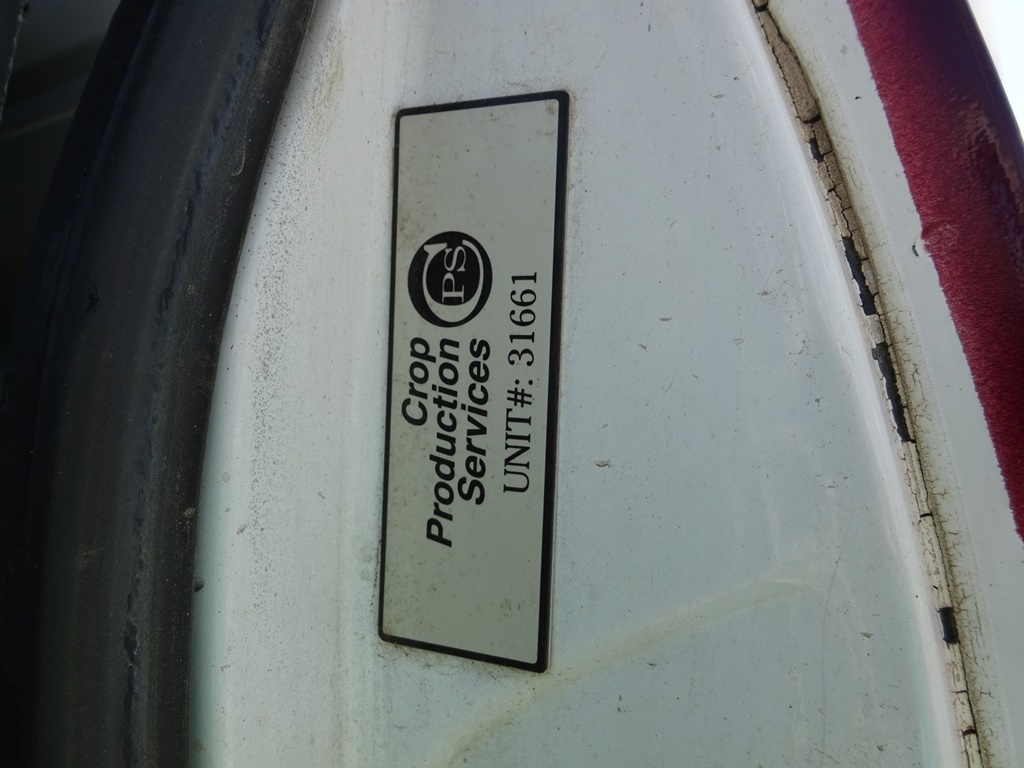 Crop
Production
Services
CPS
UNIT#: 31661